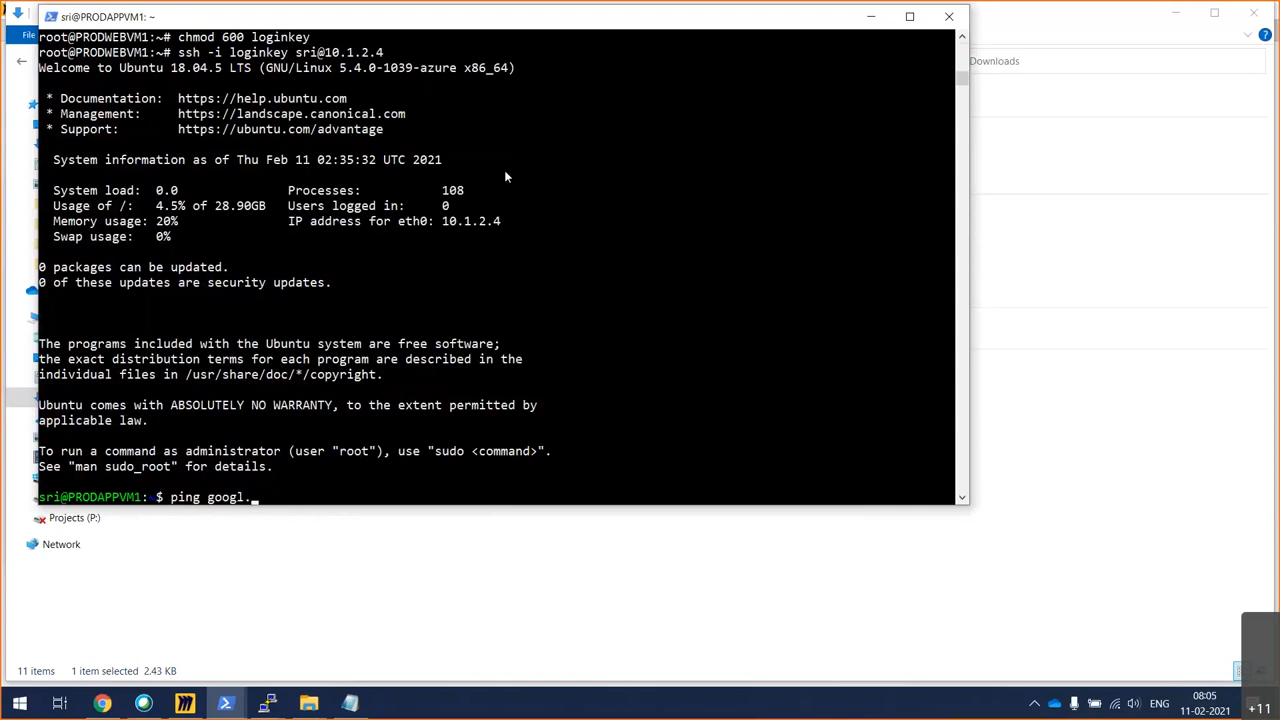 sri@PRODAPPVM1: ~
root@PRODWEBVM1:~# chmod 600 loginkey
root@PRODWEBVM1:~# ssh -i loginkey sri@10.1.2.4
Welcome to Ubuntu 18.04.5 LTS (GNU/Linux 5.4.0-1039-azure x86_64)
* Documentation:  https://help.ubuntu.com
* Management:     https://landscape.canonical.com
* Support:        https://ubuntu.com/advantage
System information as of Thu Feb 11 02:35:32 UTC 2021
System load:  0.0               Processes:           108
Usage of /:   4.5% of 28.90GB   Users logged in:     0
Memory usage: 20%               IP address for eth0: 10.1.2.4
Swap usage:   0%
0 packages can be updated.
0 of these updates are security updates.
The programs included with the Ubuntu system are free software;
the exact distribution terms for each program are described in the
individual files in /usr/share/doc/*/copyright.
Ubuntu comes with ABSOLUTELY NO WARRANTY, to the extent permitted by
applicable law.
To run a command as administrator (user "root"), use "sudo <command>".
See "man sudo_root" for details.
sri@PRODAPPVM1:~$ ping googl.
File
Downloads
Projects (P:)
Network
11 items   1 item selected  2.43 KB
ENG
08:05
11-02-2021
+11